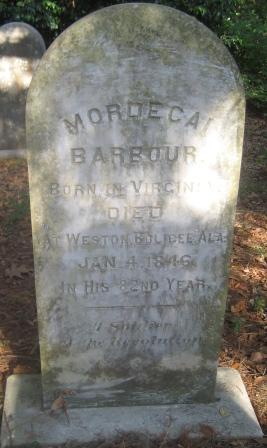 MORDECAI
BARBOUR.
BORN IN VIRGINIA.
DIED
AT WESTON, BOLIGEE, ALA.
JAN. 4, 1846.
IN HIS 82ND YEAR.
A Soldier
of the Revolution